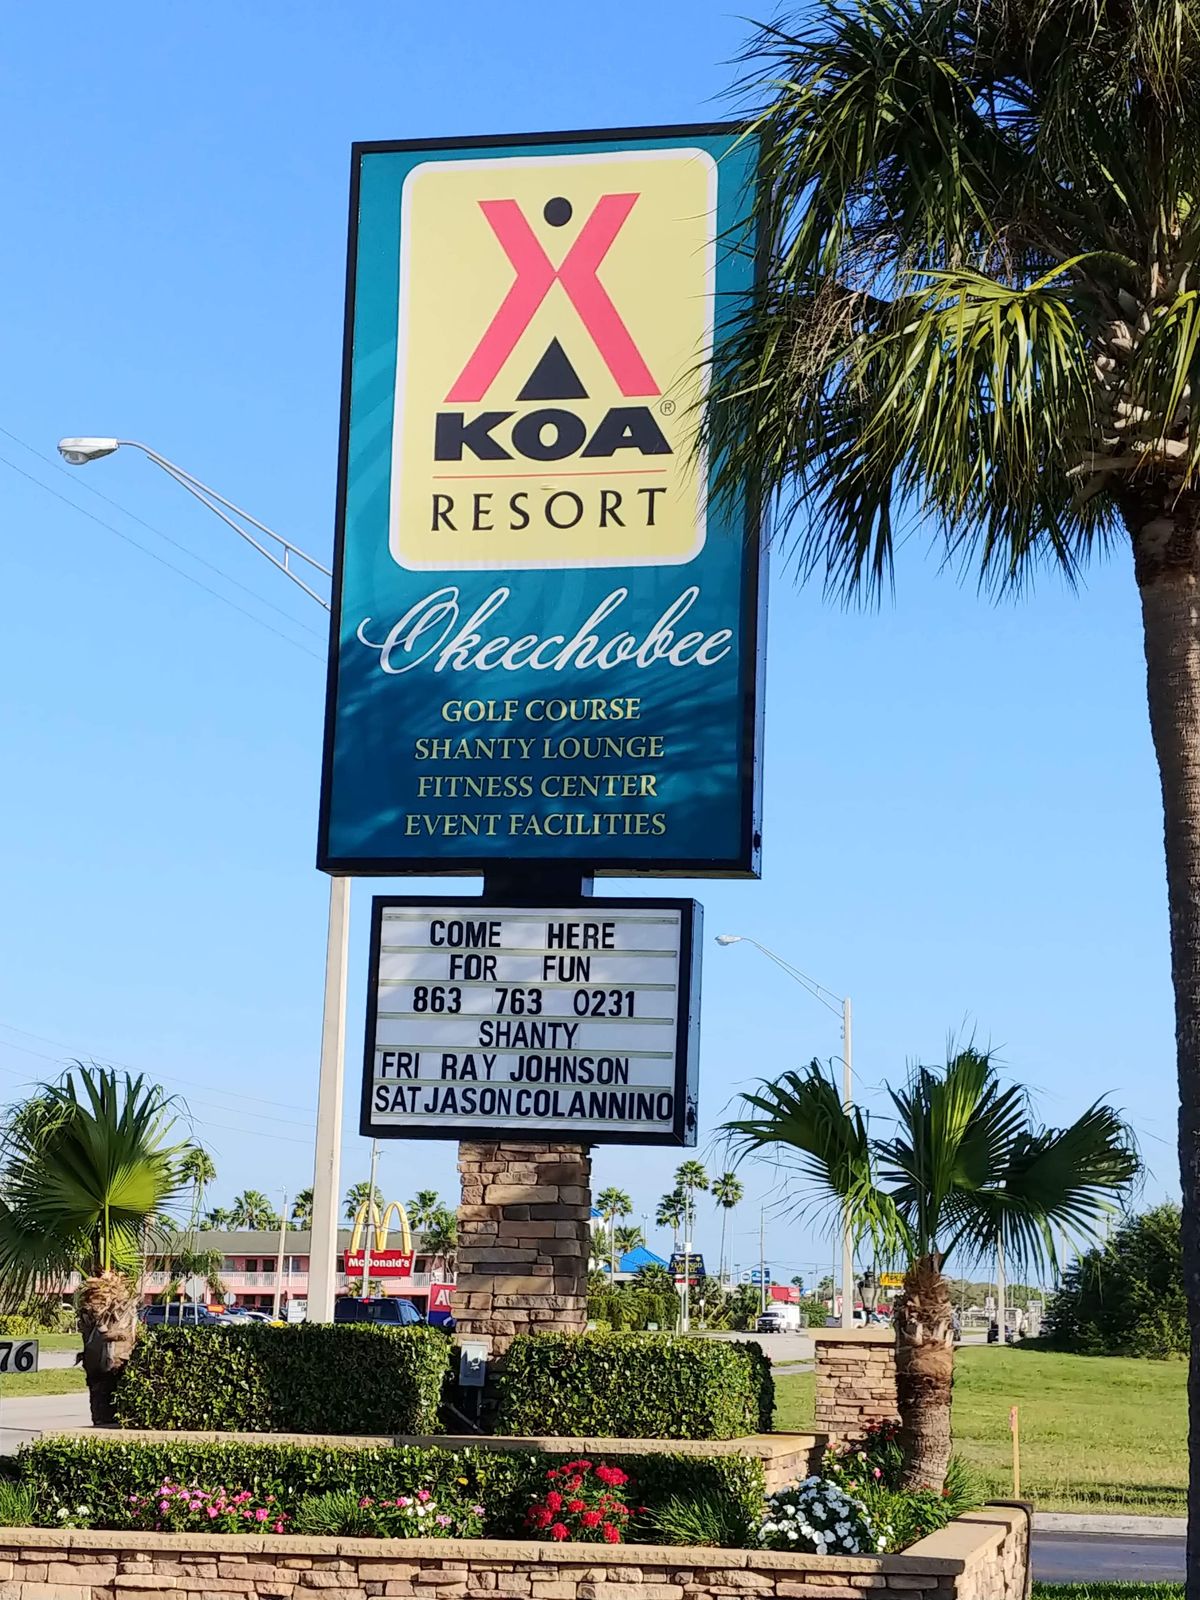 KOA®
RESORT
Okeechobee
GOLF COURSE
SHANTY LOUNGE
FITNESS CENTER
EVENT FACILITIES
COME HERE
FOR FUN
863 763 0231
SHANTY
FRI RAY JOHNSON
SAT JASON COLANNINO
McDonald's
76